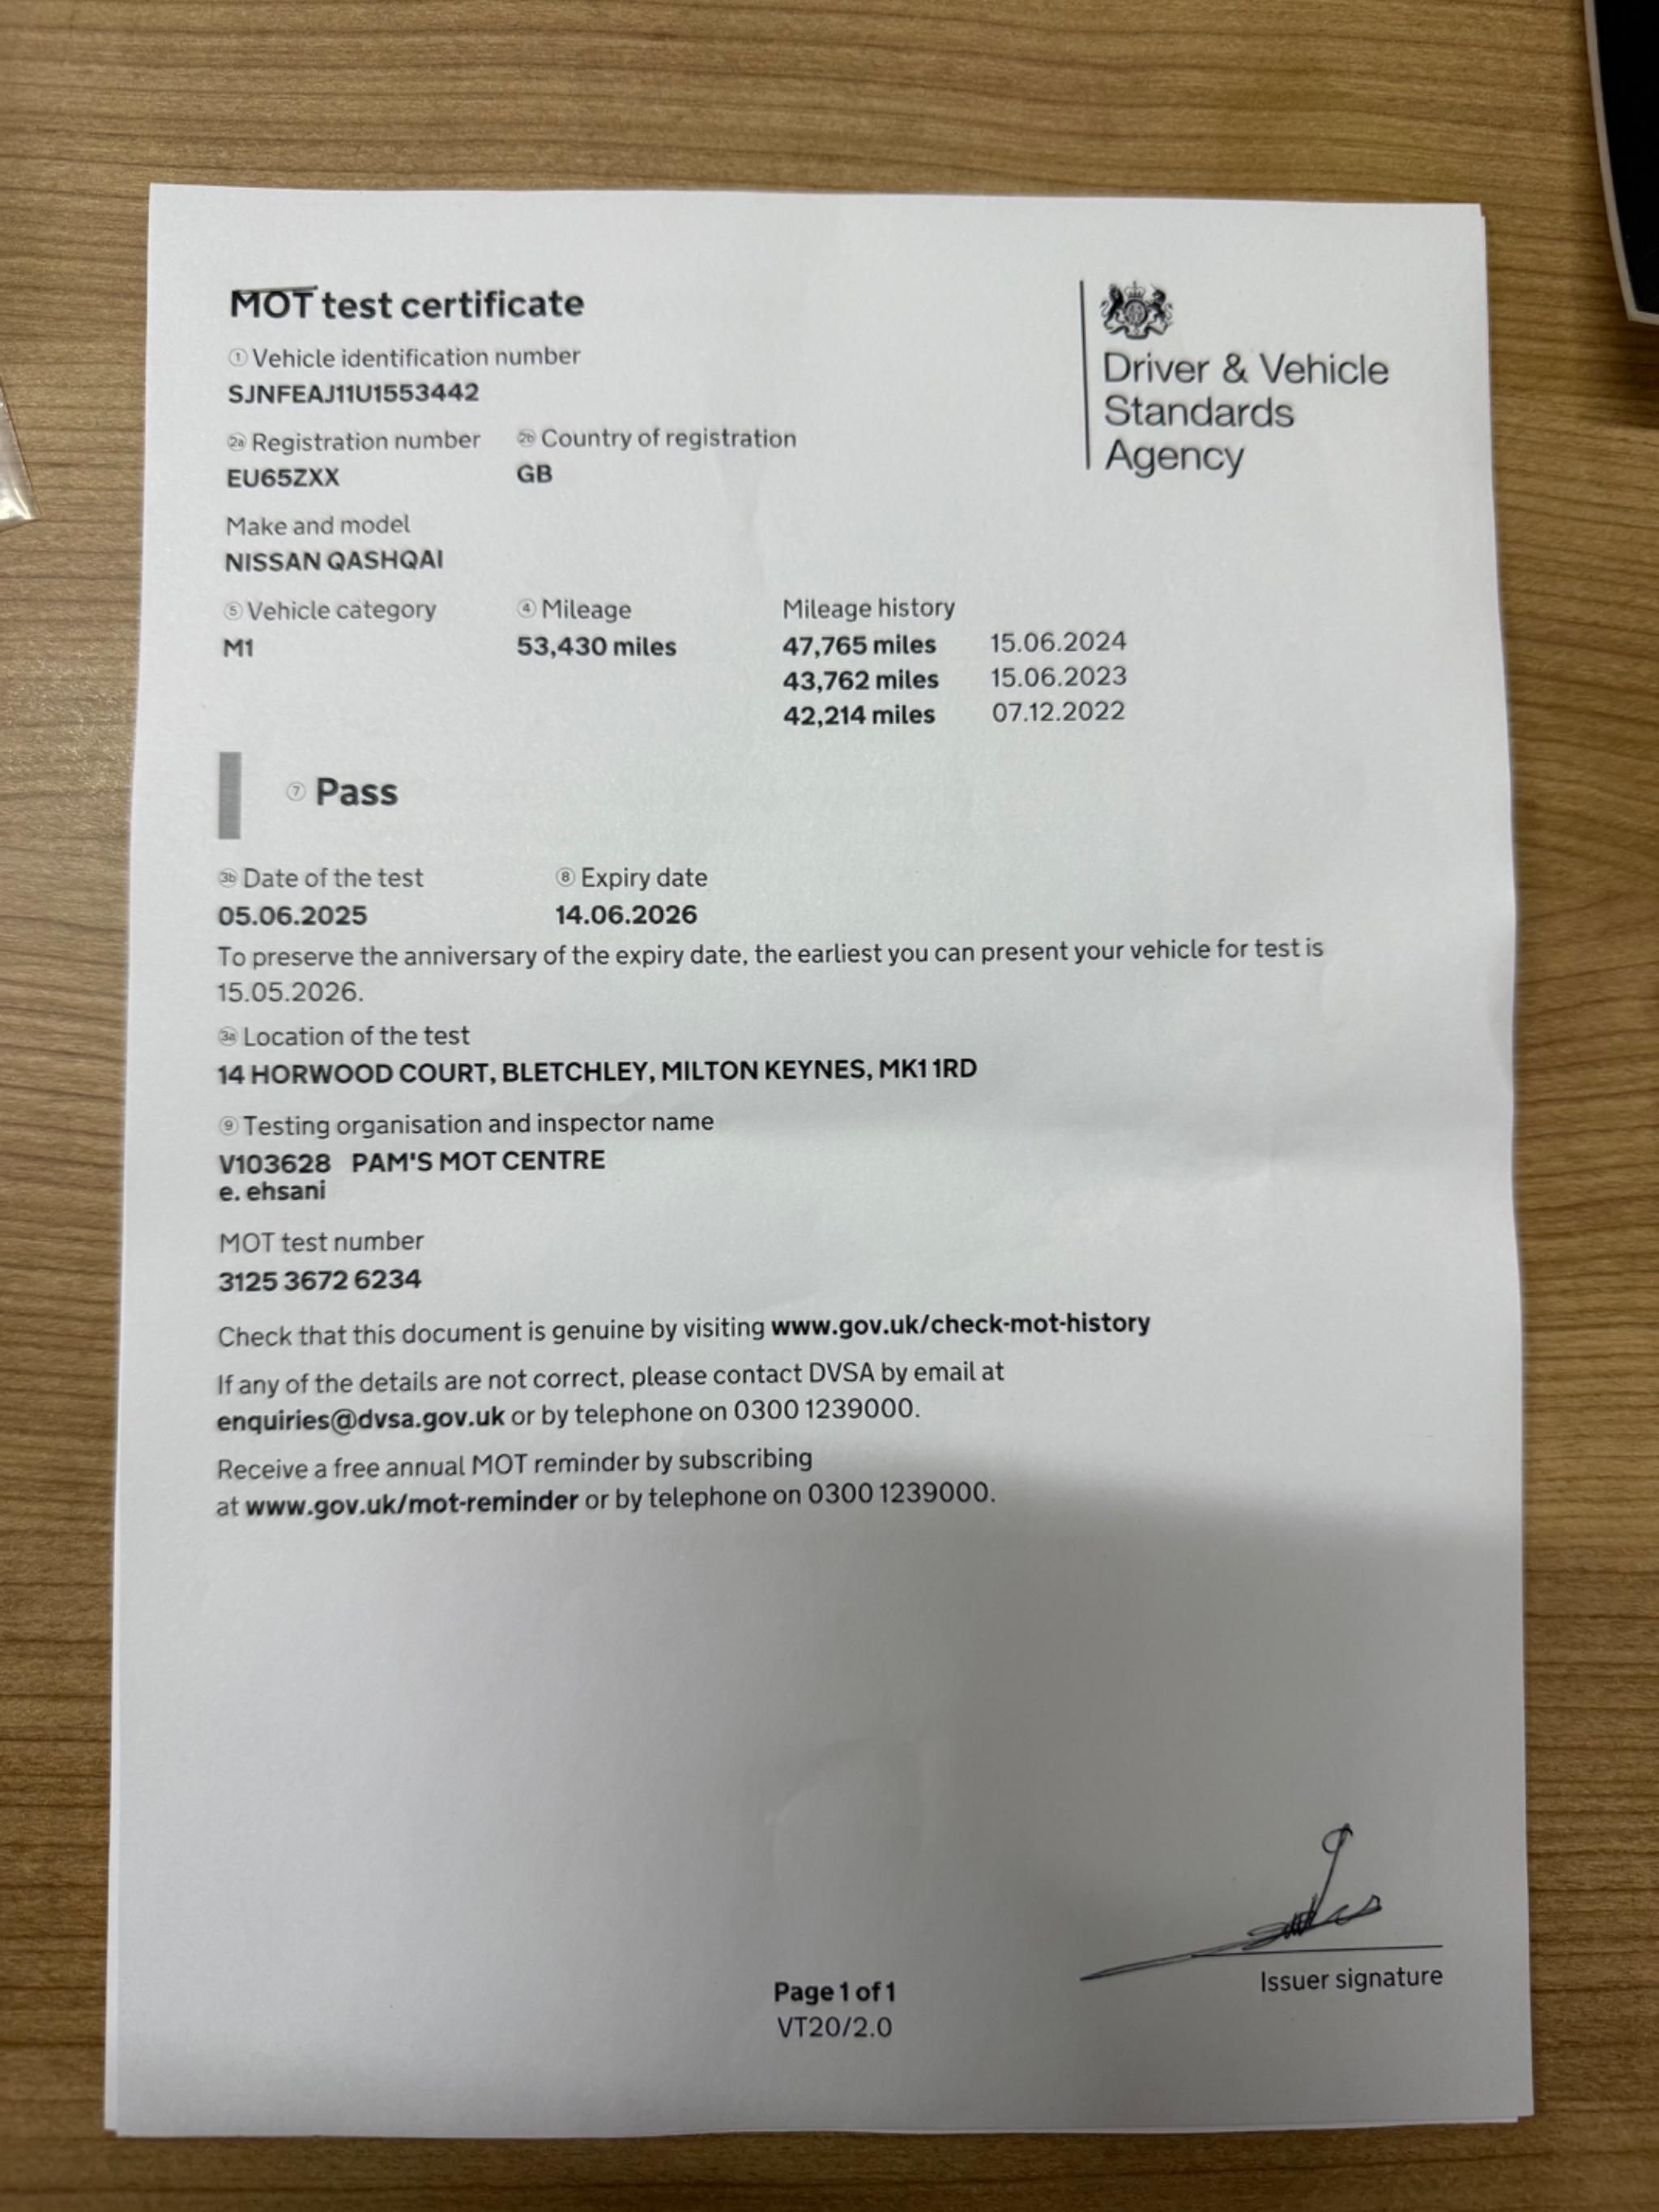 MOT test certificate
① Vehicle identification number
SJNFEAJ11U1553442
2a Registration number 2b Country of registration
EU65ZXX GB
Make and model
NISSAN QASHQAI
⑤ Vehicle category ④ Mileage Mileage history
M1 53,430 miles 47,765 miles 15.06.2024
43,762 miles 15.06.2023
42,214 miles 07.12.2022
Driver & Vehicle
Standards
Agency
⑦ Pass
3b Date of the test ⑧ Expiry date
05.06.2025 14.06.2026
To preserve the anniversary of the expiry date, the earliest you can present your vehicle for test is
15.05.2026.
3a Location of the test
14 HORWOOD COURT, BLETCHLEY, MILTON KEYNES, MK1 1RD
⑨ Testing organisation and inspector name
V103628 PAM'S MOT CENTRE
e. ehsani
MOT test number
3125 3672 6234
Check that this document is genuine by visiting www.gov.uk/check-mot-history
If any of the details are not correct, please contact DVSA by email at
enquiries@dvsa.gov.uk or by telephone on 0300 1239000.
Receive a free annual MOT reminder by subscribing
at www.gov.uk/mot-reminder or by telephone on 0300 1239000.
Issuer signature
Page 1 of 1
VT20/2.0